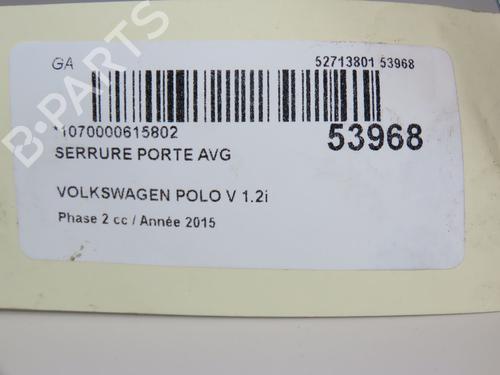 GA 52713801 53968
*1070000615802 53968
SERRURE PORTE AVG
VOLKSWAGEN POLO V 1.2i
Phase 2 cc / Année 2015
B-PARTS